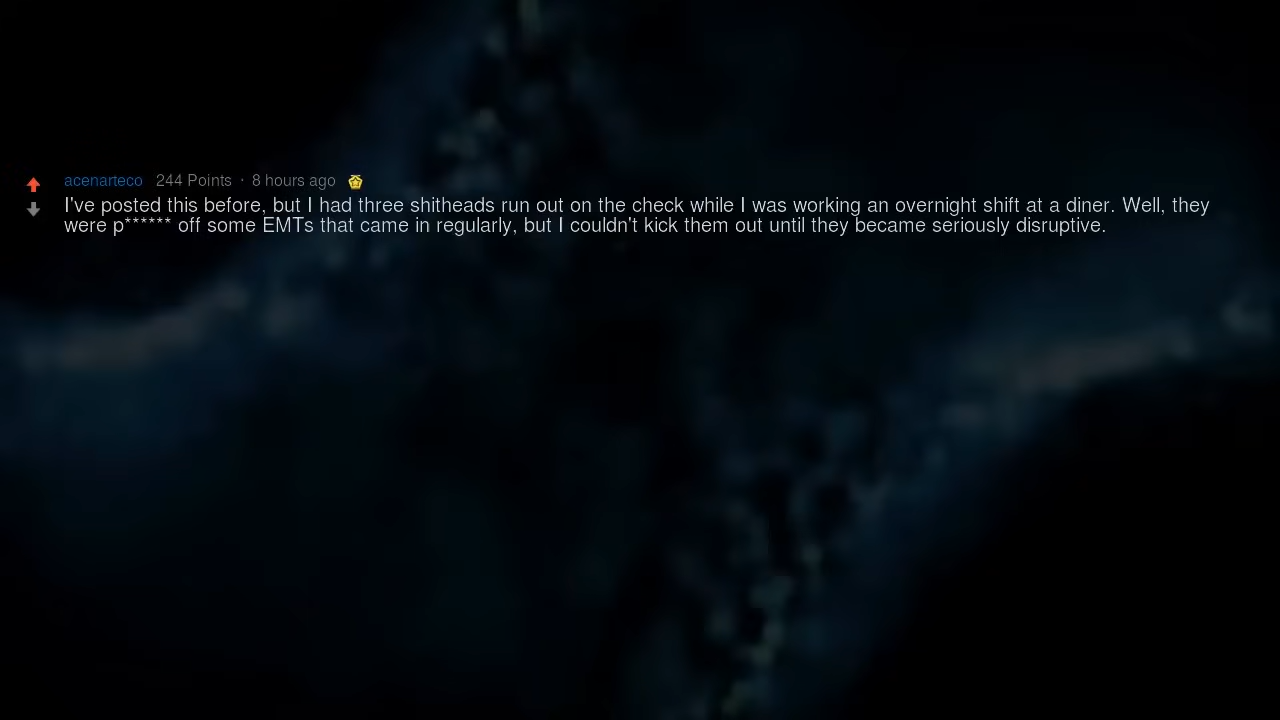 acenarteco 244 Points · 8 hours ago
I've posted this before, but I had three shitheads run out on the check while I was working an overnight shift at a diner. Well, they
were p****** off some EMTs that came in regularly, but I couldn't kick them out until they became seriously disruptive.